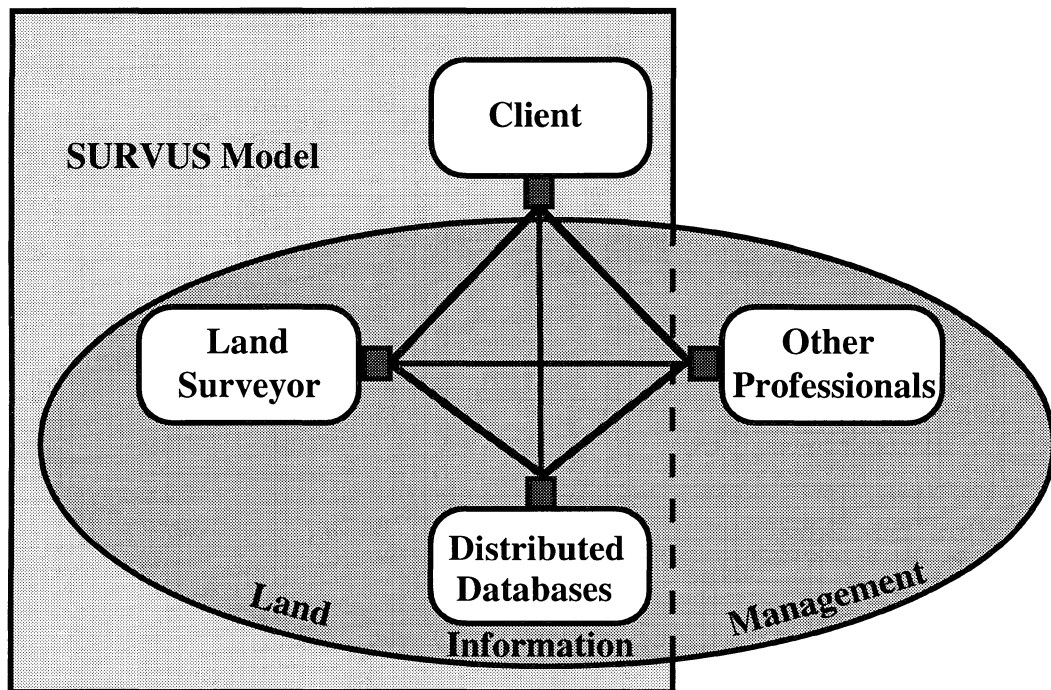 Client
SURVUS Model
Land
Surveyor
Other
Professionals
Distributed
Databases
Land
Information
Management